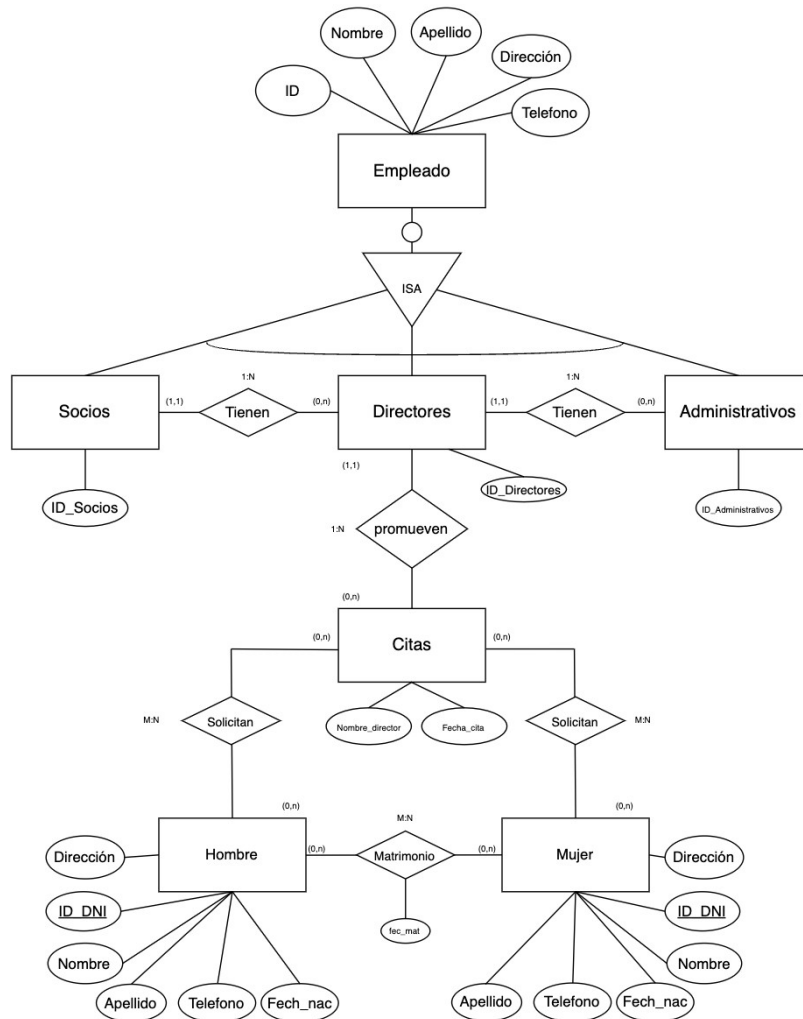 Nombre
Apellido
Dirección
ID
Telefono
Empleado
ISA
1:N
1:N
Socios
(1,1)
Tienen
(0,n)
Directores
(1,1)
Tienen
(0,n)
Administrativos
(1,1)
ID_Directores
ID_Socios
ID_Administrativos
1:N
promueven
(0,n)
(0,n)
Citas
(0,n)
M:N
Solicitan
Nombre_director
Fecha_cita
Solicitan
M:N
(0,n)
M:N
(0,n)
Dirección
Hombre
(0,n)
Matrimonio
(0,n)
Mujer
Dirección
ID_DNI
fec_mat
ID_DNI
Nombre
Nombre
Apellido
Telefono
Fech_nac
Apellido
Telefono
Fech_nac